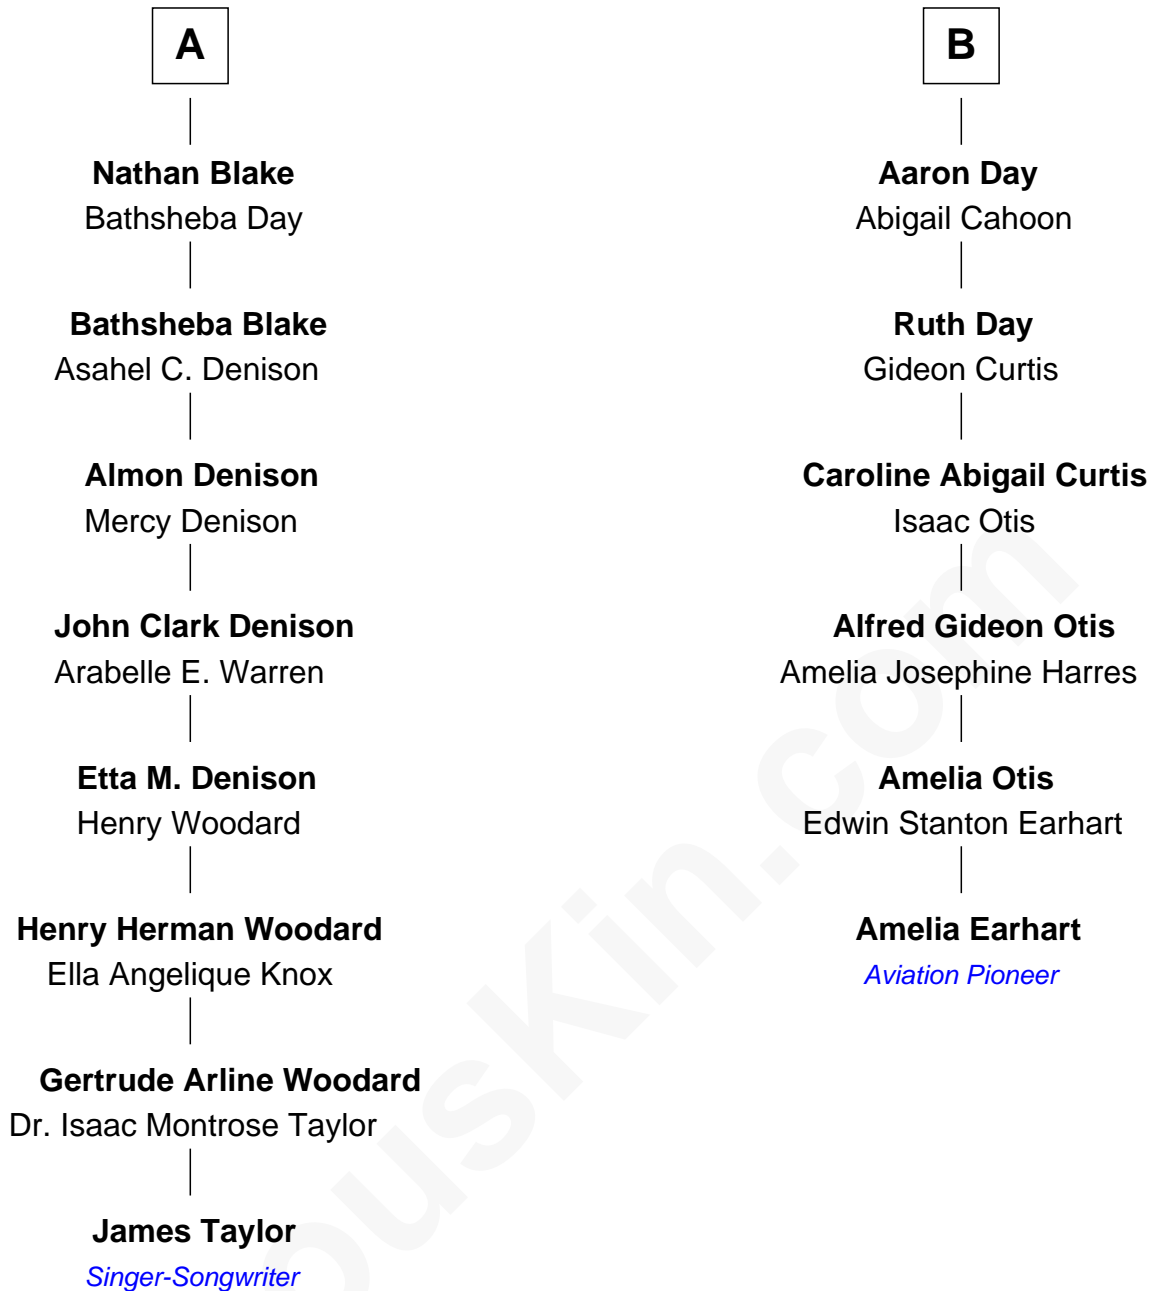 A
Nathan Blake
Bathsheba Day
Bathsheba Blake
Asahel C. Denison
Almon Denison
Mercy Denison
John Clark Denison
Arabelle E. Warren
Etta M. Denison
Henry Woodard
Henry Herman Woodard
Ella Angelique Knox
Gertrude Arline Woodard
Dr. Isaac Montrose Taylor
James Taylor
Singer-Songwriter
B
Aaron Day
Abigail Cahoon
Ruth Day
Gideon Curtis
Caroline Abigail Curtis
Isaac Otis
Alfred Gideon Otis
Amelia Josephine Harres
Amelia Otis
Edwin Stanton Earhart
Amelia Earhart
Aviation Pioneer
ousKin.com